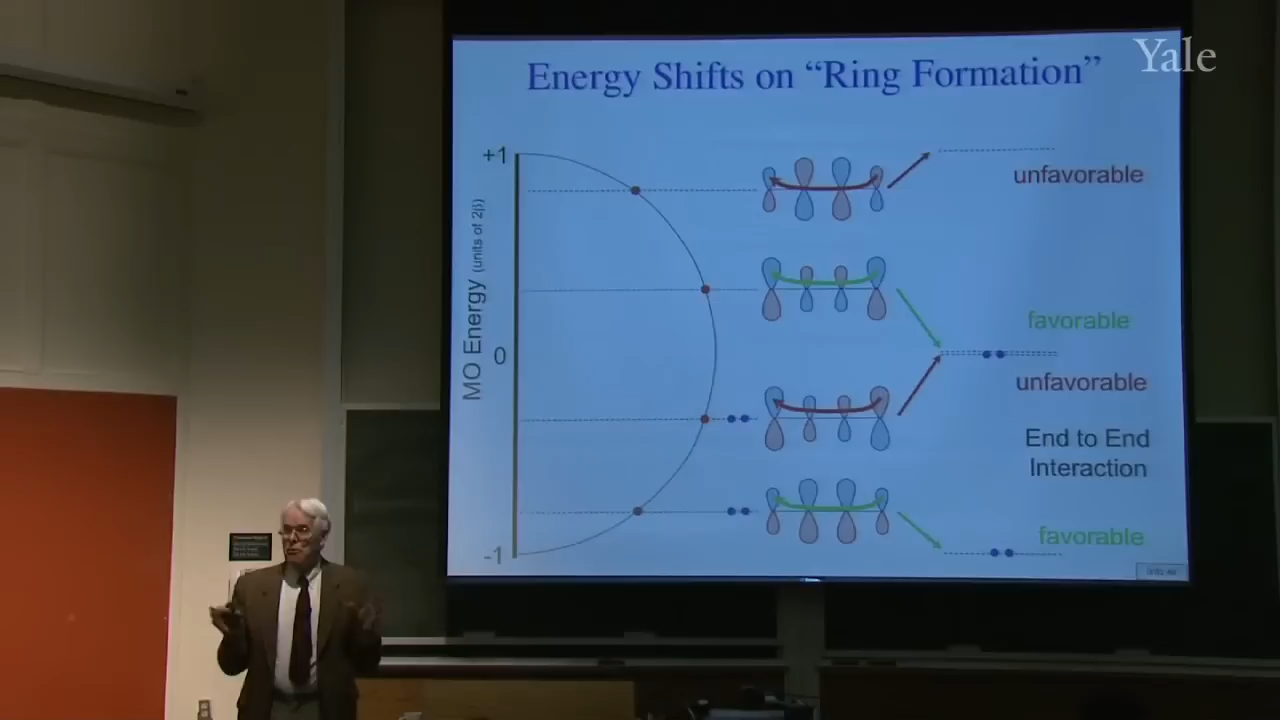 Yale
Energy Shifts on “Ring Formation”
+1
unfavorable
MO Energy (units of 2β)
favorable
0
unfavorable
End to End
Interaction
favorable
-1